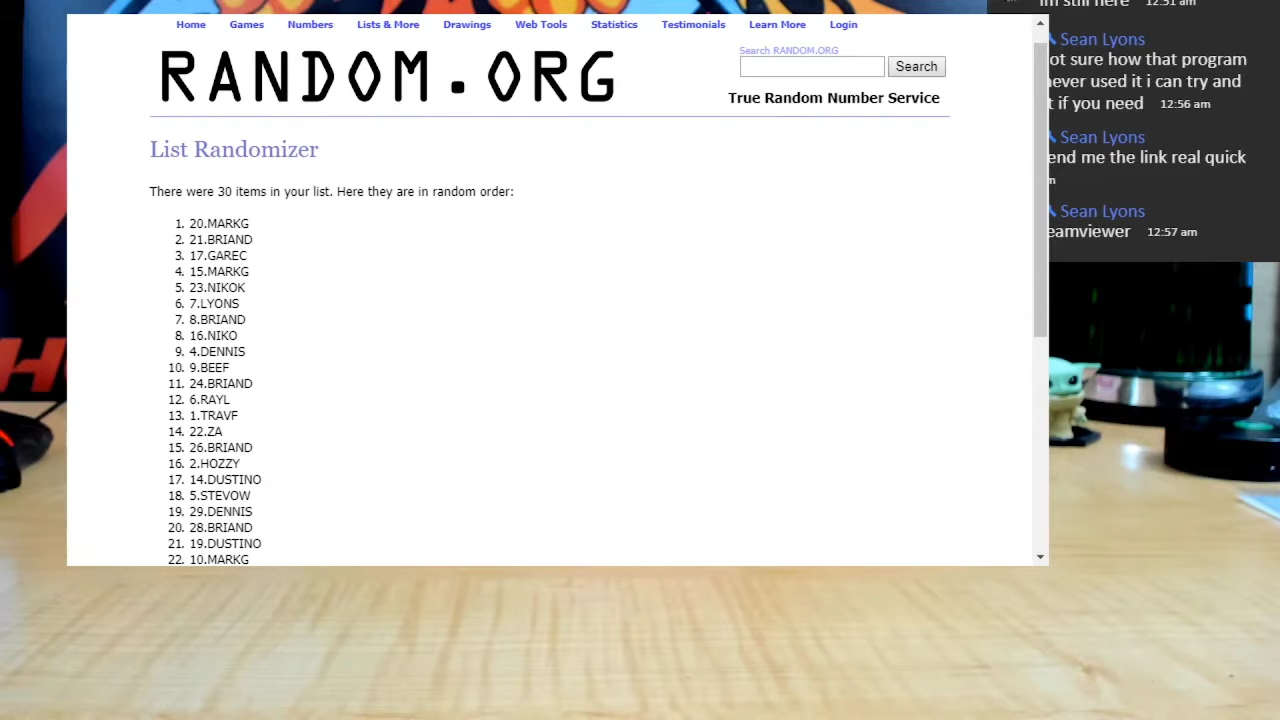 Home Games Numbers Lists & More Drawings Web Tools Statistics Testimonials Learn More Login
RANDOM.ORG
Search RANDOM.ORG
Search
True Random Number Service
List Randomizer
There were 30 items in your list. Here they are in random order:
1. 20.MARKG
2. 21.BRIAND
3. 17.GAREC
4. 15.MARKG
5. 23.NIKOK
6. 7.LYONS
7. 8.BRIAND
8. 16.NIKO
9. 4.DENNIS
10. 9.BEEF
11. 24.BRIAND
12. 6.RAYL
13. 1.TRAVF
14. 22.ZA
15. 26.BRIAND
16. 2.HOZZY
17. 14.DUSTINO
18. 5.STEVOW
19. 29.DENNIS
20. 28.BRIAND
21. 19.DUSTINO
22. 10.MARKG
im still here 12:51 am
Sean Lyons
ot sure how that program
never used it i can try and
t if you need 12:56 am
Sean Lyons
end me the link real quick
m
Sean Lyons
eamviewer 12:57 am